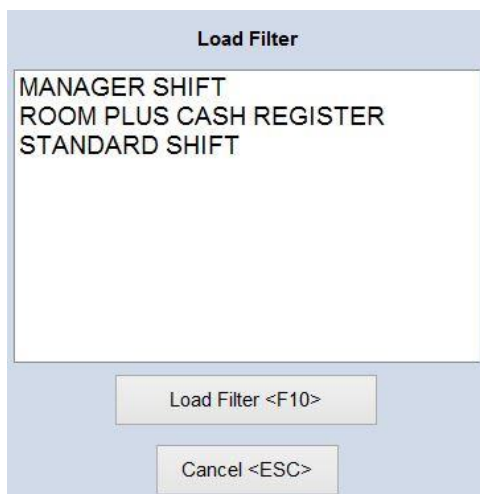 Load Filter
MANAGER SHIFT
ROOM PLUS CASH REGISTER
STANDARD SHIFT
Load Filter <F10>
Cancel <ESC>